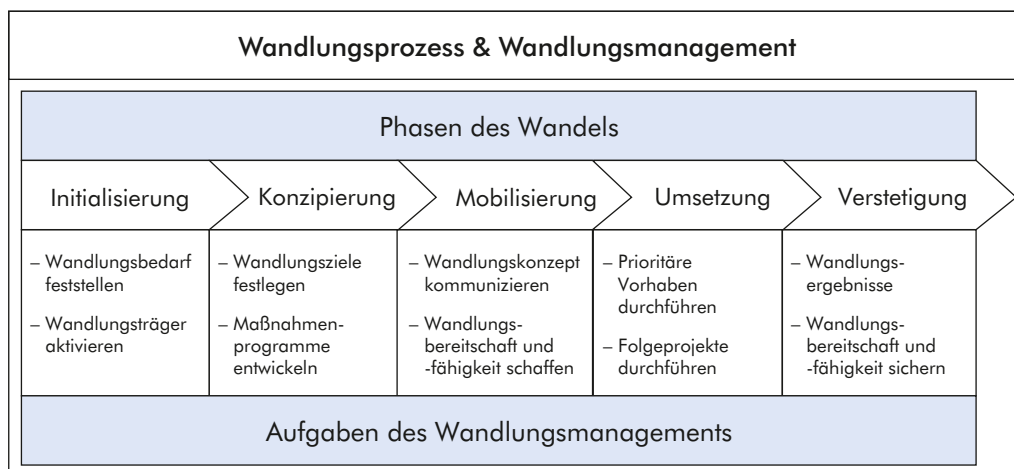 Wandlungsprozess & Wandlungsmanagement
Phasen des Wandels
Initialisierung
Konzipierung
Mobilisierung
Umsetzung
Verstetigung
– Wandlungsbedarf
feststellen
– Wandlungsträger
aktivieren
– Wandlungsziele
festlegen
– Maßnahmen-
programme
entwickeln
– Wandlungskonzept
kommunizieren
– Wandlungs-
bereitschaft und
-fähigkeit schaffen
– Prioritäre
Vorhaben
durchführen
– Folgeprojekte
durchführen
– Wandlungs-
ergebnisse
– Wandlungs-
bereitschaft und
-fähigkeit sichern
Aufgaben des Wandlungsmanagements